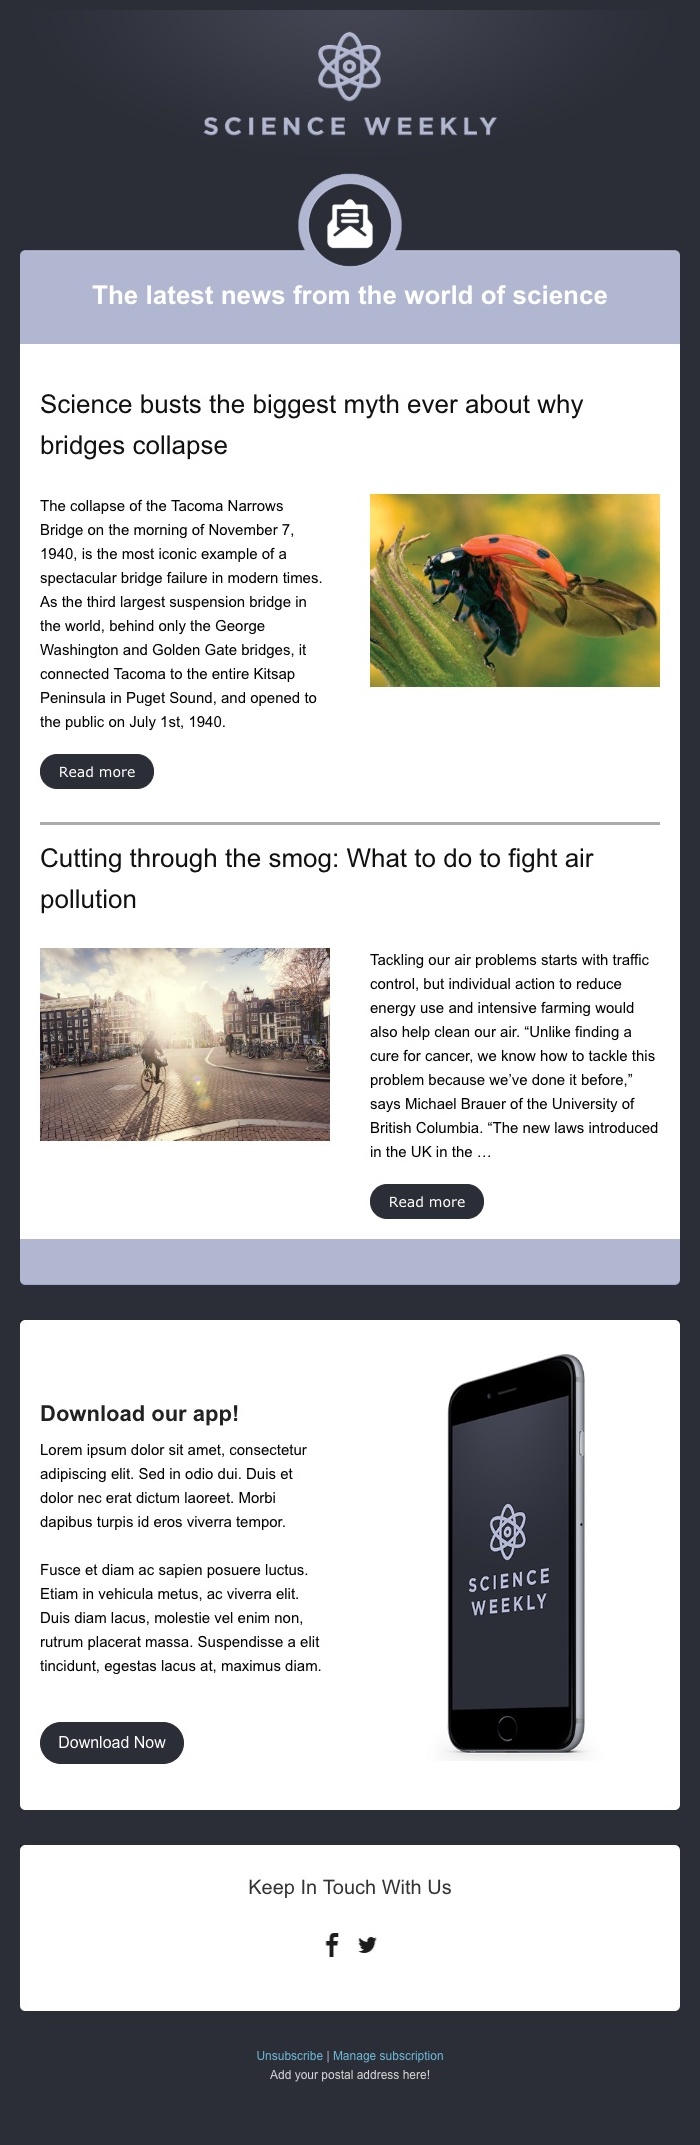 SCIENCE WEEKLY
The latest news from the world of science
Science busts the biggest myth ever about why
bridges collapse
The collapse of the Tacoma Narrows
Bridge on the morning of November 7,
1940, is the most iconic example of a
spectacular bridge failure in modern times.
As the third largest suspension bridge in
the world, behind only the George
Washington and Golden Gate bridges, it
connected Tacoma to the entire Kitsap
Peninsula in Puget Sound, and opened to
the public on July 1st, 1940.
Read more
Cutting through the smog: What to do to fight air
pollution
Tackling our air problems starts with traffic
control, but individual action to reduce
energy use and intensive farming would
also help clean our air. “Unlike finding a
cure for cancer, we know how to tackle this
problem because we’ve done it before,”
says Michael Brauer of the University of
British Columbia. “The new laws introduced
in the UK in the …
Read more
Download our app!
Lorem ipsum dolor sit amet, consectetur
adipiscing elit. Sed in odio dui. Duis et
dolor nec erat dictum laoreet. Morbi
dapibus turpis id eros viverra tempor.
Fusce et diam ac sapien posuere luctus.
Etiam in vehicula metus, ac viverra elit.
Duis diam lacus, molestie vel enim non,
rutrum placerat massa. Suspendisse a elit
tincidunt, egestas lacus at, maximus diam.
Download Now
SCIENCE
WEEKLY
Keep In Touch With Us
Unsubscribe | Manage subscription
Add your postal address here!